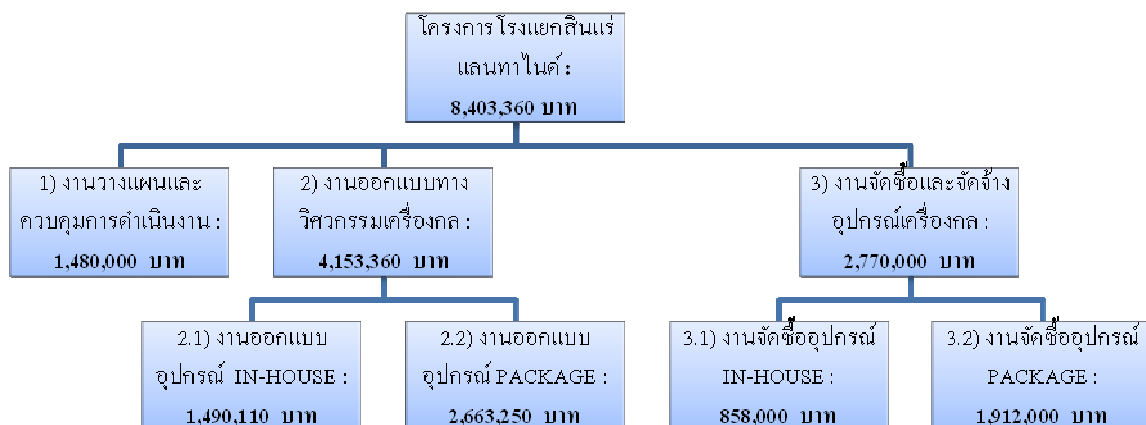 โครงการโรงแยกสินแร่
แลนทาไนด์ :
8,403,360 บาท
1) งานวางแผนและ
ควบคุมการดำเนินงาน :
1,480,000 บาท
2) งานออกแบบทาง
วิศวกรรมเครื่องกล :
4,153,360 บาท
3) งานจัดซื้อและจัดจ้าง
อุปกรณ์เครื่องกล :
2,770,000 บาท
2.1) งานออกแบบ
อุปกรณ์ IN-HOUSE :
1,490,110 บาท
2.2) งานออกแบบ
อุปกรณ์ PACKAGE :
2,663,250 บาท
3.1) งานจัดซื้ออุปกรณ์
IN-HOUSE :
858,000 บาท
3.2) งานจัดซื้ออุปกรณ์
PACKAGE :
1,912,000 บาท